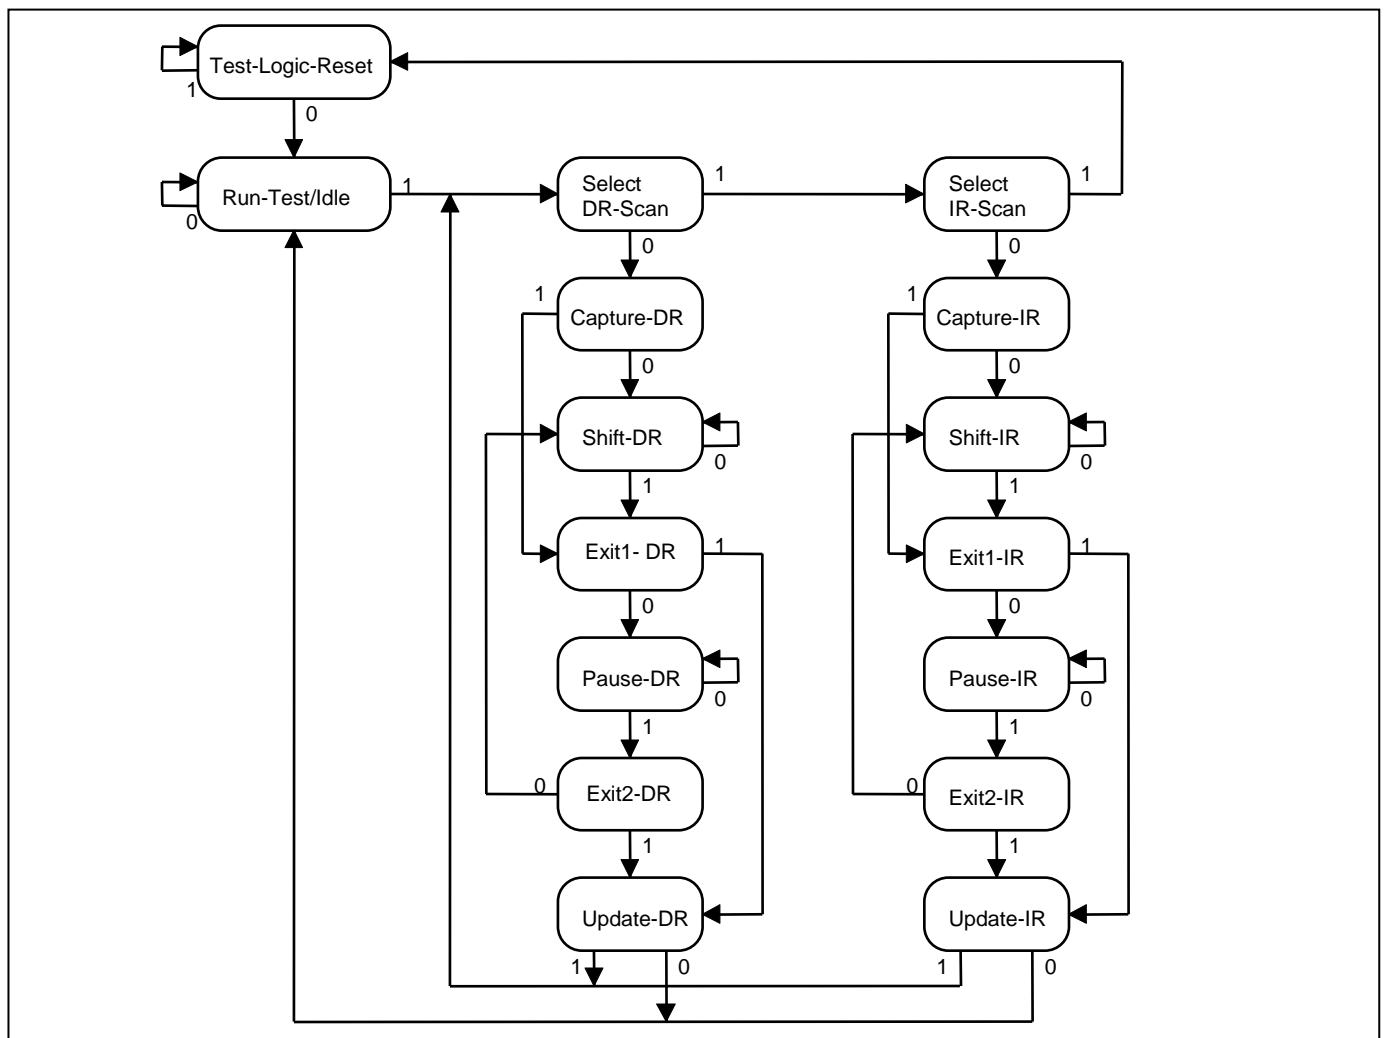 Test-Logic-Reset
1
0
Run-Test/Idle
0
1
Select
DR-Scan
1
Select
IR-Scan
1
0
0
1
Capture-DR
1
Capture-IR
0
0
Shift-DR
0
Shift-IR
0
1
1
Exit1- DR
1
Exit1-IR
1
0
0
Pause-DR
0
Pause-IR
0
1
1
0
Exit2-DR
0
Exit2-IR
1
1
Update-DR
Update-IR
1
0
1
0